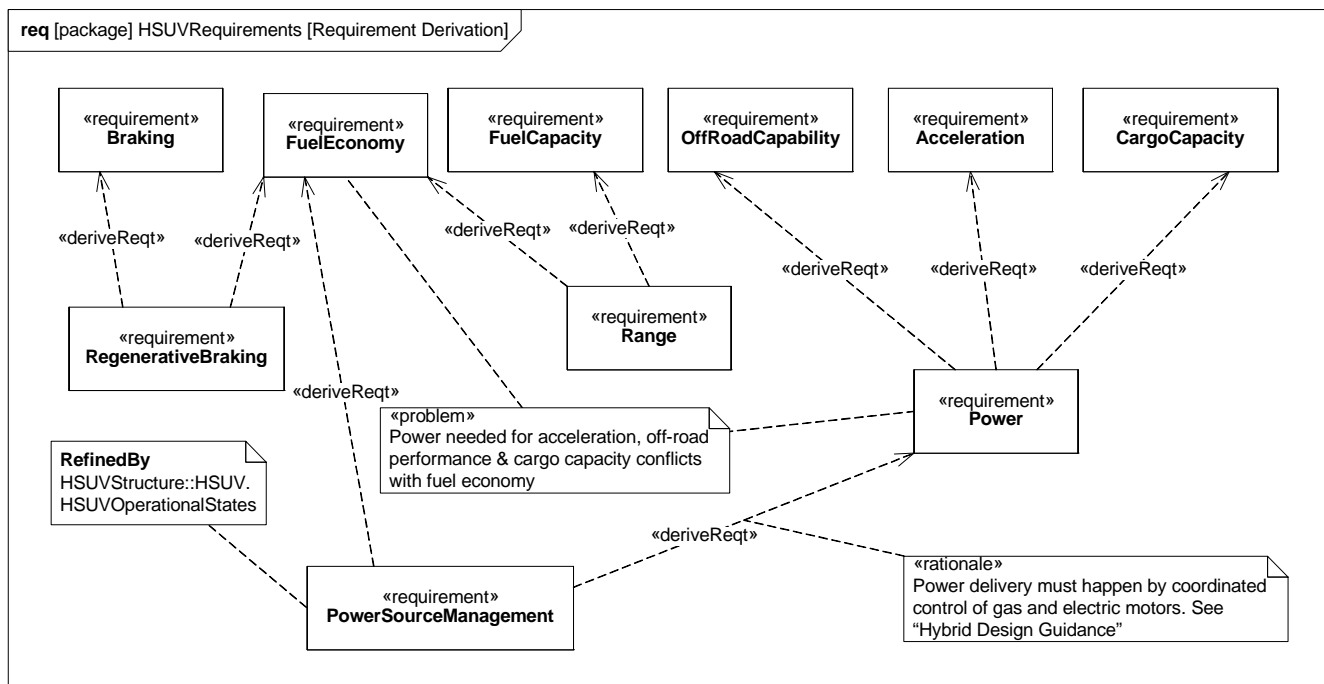 req [package] HSUVRequirements [Requirement Derivation]
«requirement»
Braking
«requirement»
FuelEconomy
«requirement»
FuelCapacity
«requirement»
OffRoadCapability
«requirement»
Acceleration
«requirement»
CargoCapacity
«deriveReqt»
«deriveReqt»
«deriveReqt»
«deriveReqt»
«deriveReqt»
«deriveReqt»
«deriveReqt»
«requirement»
RegenerativeBraking
«requirement»
Range
«deriveReqt»
«requirement»
Power
«problem»
Power needed for acceleration, off-road
performance & cargo capacity conflicts
with fuel economy
RefinedBy
HSUVStructure::HSUV.
HSUVOperationalStates
«deriveReqt»
«requirement»
PowerSourceManagement
«rationale»
Power delivery must happen by coordinated
control of gas and electric motors. See
“Hybrid Design Guidance”